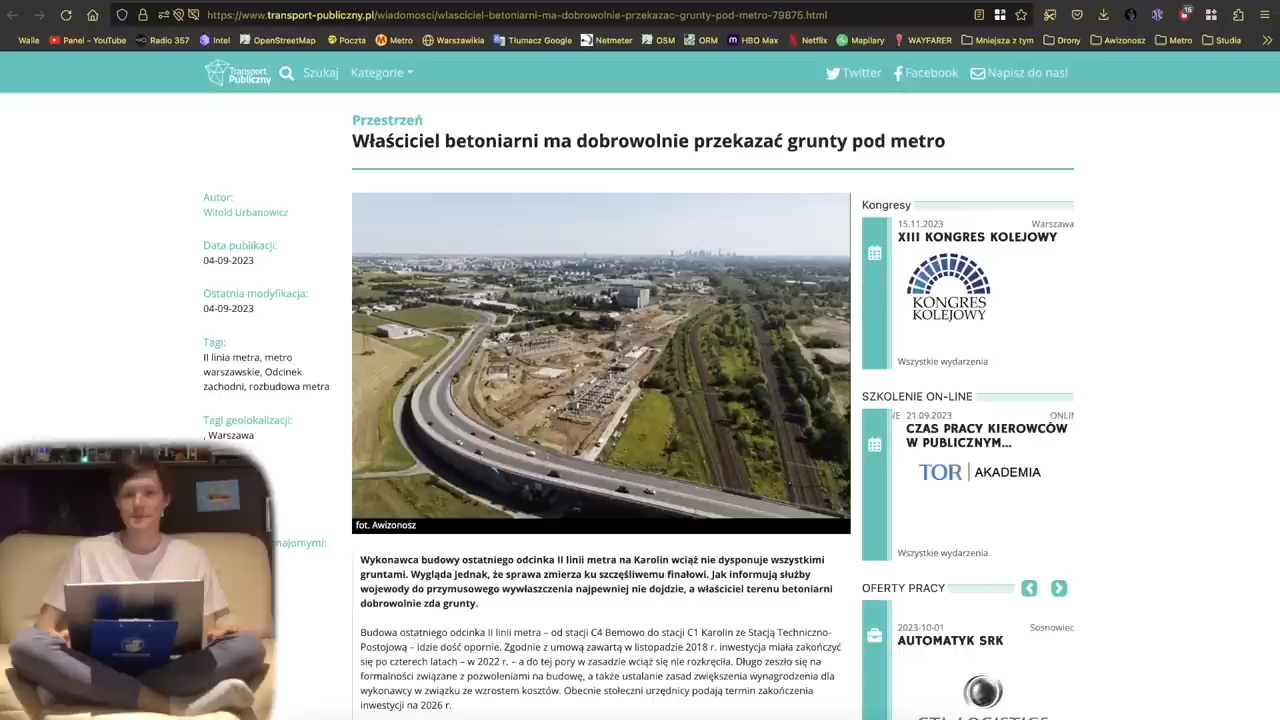 https://www.transport-publiczny.pl/wiadomosci/wlasciciel-betoniarni-ma-dobrowolnie-przekazac-grunty-pod-metro-79875.html
15
Walle
Panel – YouTube
Radio 357
Intel
OpenStreetMap
Poczta
Metro
Warszawikia
Tłumacz Google
Netmeter
OSM
ORM
HBO Max
Netflix
Mapilary
WAYFARER
Mniejsza z tym
Drony
Awizonosz
Metro
Studia
Transport
Publiczny
Szukaj
Kategorie
Twitter
Facebook
Napisz do nas!
Przestrzeń
Właściciel betoniarni ma dobrowolnie przekazać grunty pod metro
Autor:
Witold Urbanowicz
Data publikacji:
04-09-2023
Ostatnia modyfikacja:
04-09-2023
Tagi:
II linia metra, metro
warszawskie, Odcinek
zachodni, rozbudowa metra
Tagi geolokalizacji:
, Warszawa
najomymi:
fot. Awizonosz
Wykonawca budowy ostatniego odcinka II linii metra na Karolin wciąż nie dysponuje wszystkimi
gruntami. Wygląda jednak, że sprawa zmierza ku szczęśliwemu finałowi. Jak informują służby
wojewody do przymusowego wywłaszczenia najpewniej nie dojdzie, a właściciel terenu betoniarni
dobrowolnie zda grunty.
Budowa ostatniego odcinka II linii metra – od stacji C4 Bemowo do stacji C1 Karolin ze Stacją Techniczno-
Postojową – idzie dość opornie. Zgodnie z umową zawartą w listopadzie 2018 r. inwestycja miała zakończyć
się po czterech latach – w 2022 r. – a do tej pory w zasadzie wciąż się nie rozkręciła. Długo zeszło się na
formalności związane z pozwoleniami na budowę, a także ustalanie zasad zwiększenia wynagrodzenia dla
wykonawcy w związku ze wzrostem kosztów. Obecnie stołeczni urzędnicy podają termin zakończenia
inwestycji na 2026 r.
Kongresy
15.11.2023
Warszawa
XIII KONGRES KOLEJOWY
KONGRES
KOLEJOWY
Wszystkie wydarzenia
SZKOLENIE ON-LINE
NE
21.09.2023
ONLIN
CZAS PRACY KIEROWCÓW
W PUBLICZNYM...
TOR AKADEMIA
Wszystkie wydarzenia
OFERTY PRACY
2023-10-01
Sosnowiec
AUTOMATYK SRK
CTL LOGISTICS